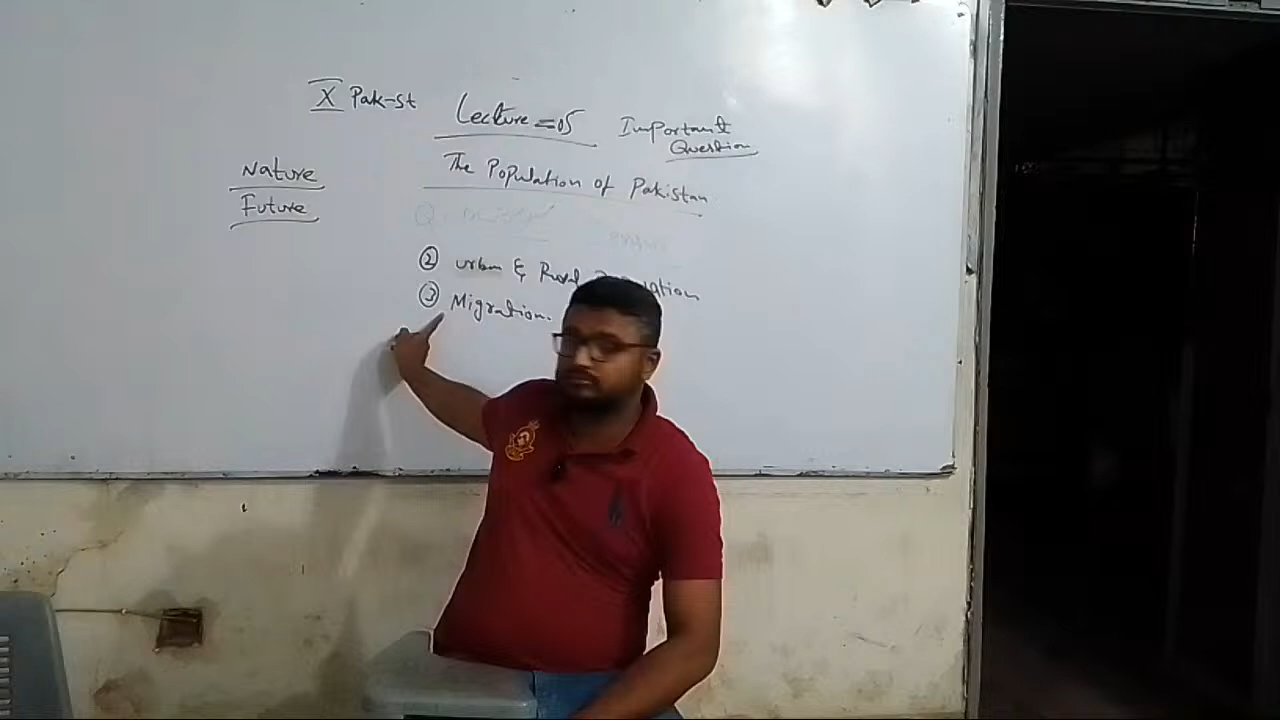 X Pak-st
Lecture = 05
Important
Question
The Population of Pakistan
Nature
Future
② urban & Rural
③ Migration.